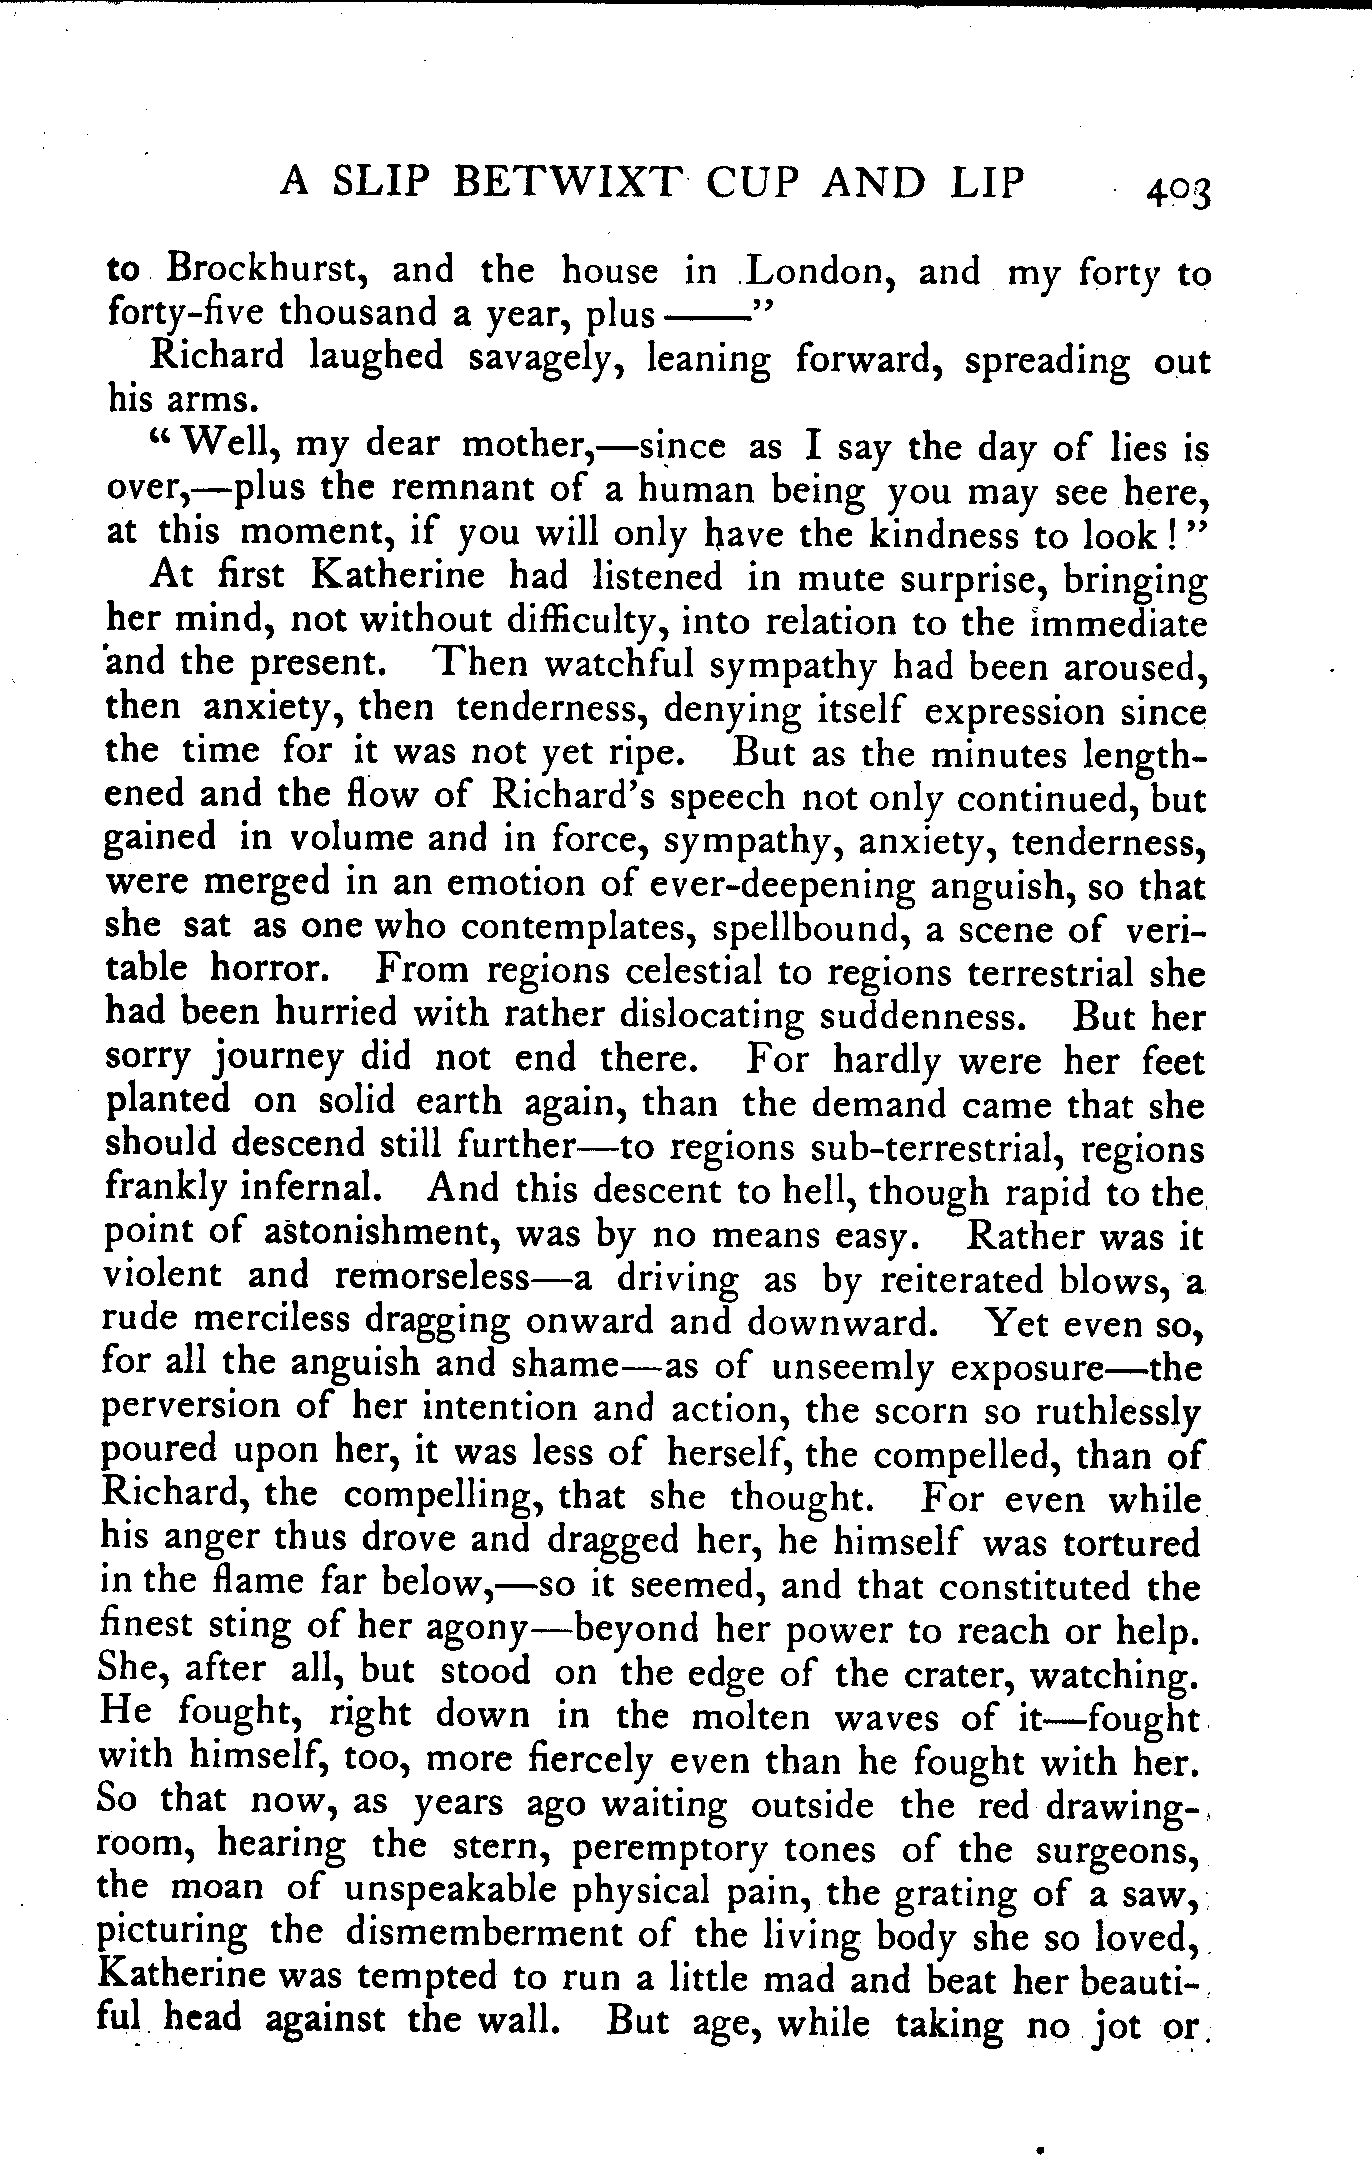 A SLIP BETWIXT CUP AND LIP 403
to Brockhurst, and the house in London, and my forty to
forty-five thousand a year, plus——"
Richard laughed savagely, leaning forward, spreading out
his arms.
"Well, my dear mother,—since as I say the day of lies is
over,—plus the remnant of a human being you may see here,
at this moment, if you will only have the kindness to look!"
At first Katherine had listened in mute surprise, bringing
her mind, not without difficulty, into relation to the immediate
and the present. Then watchful sympathy had been aroused,
then anxiety, then tenderness, denying itself expression since
the time for it was not yet ripe. But as the minutes length-
ened and the flow of Richard's speech not only continued, but
gained in volume and in force, sympathy, anxiety, tenderness,
were merged in an emotion of ever-deepening anguish, so that
she sat as one who contemplates, spellbound, a scene of veri-
table horror. From regions celestial to regions terrestrial she
had been hurried with rather dislocating suddenness. But her
sorry journey did not end there. For hardly were her feet
planted on solid earth again, than the demand came that she
should descend still further—to regions sub-terrestrial, regions
frankly infernal. And this descent to hell, though rapid to the
point of astonishment, was by no means easy. Rather was it
violent and remorseless—a driving as by reiterated blows, a
rude merciless dragging onward and downward. Yet even so,
for all the anguish and shame—as of unseemly exposure—the
perversion of her intention and action, the scorn so ruthlessly
poured upon her, it was less of herself, the compelled, than of
Richard, the compelling, that she thought. For even while
his anger thus drove and dragged her, he himself was tortured
in the flame far below,—so it seemed, and that constituted the
finest sting of her agony—beyond her power to reach or help.
She, after all, but stood on the edge of the crater, watching.
He fought, right down in the molten waves of it—fought
with himself, too, more fiercely even than he fought with her.
So that now, as years ago waiting outside the red drawing-
room, hearing the stern, peremptory tones of the surgeons,
the moan of unspeakable physical pain, the grating of a saw,
picturing the dismemberment of the living body she so loved,
Katherine was tempted to run a little mad and beat her beauti-
ful head against the wall. But age, while taking no jot or